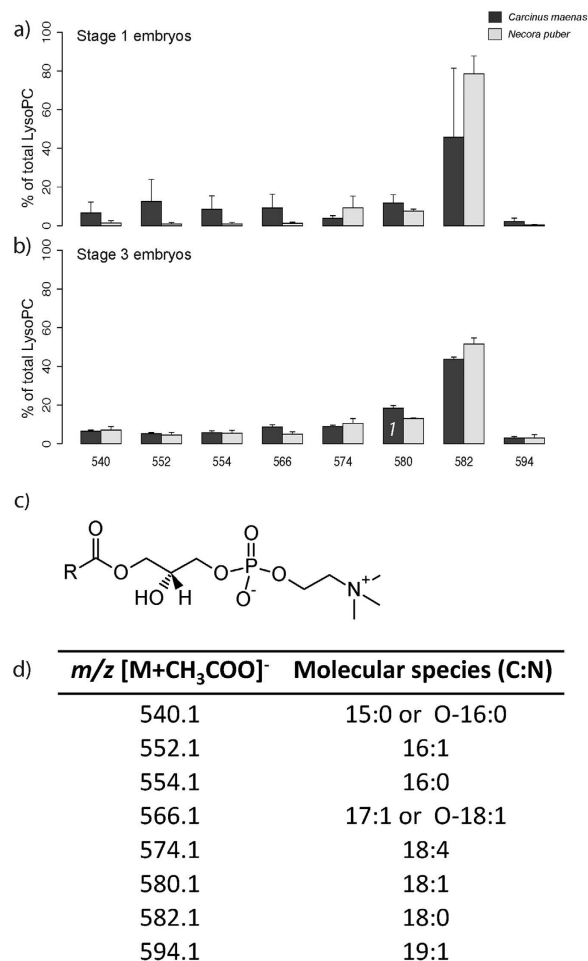 a)
Stage 1 embryos
Carcinus maenas
Necora puber
% of total LysoPC
0 20 40 60 80 100
b)
Stage 3 embryos
% of total LysoPC
0 20 40 60 80 100
1
540 552 554 566 574 580 582 594
c)
O
R O O O
P
HO H O- O N+
d) m/z [M+CH3COO]- Molecular species (C:N)
540.1 15:0 or O-16:0
552.1 16:1
554.1 16:0
566.1 17:1 or O-18:1
574.1 18:4
580.1 18:1
582.1 18:0
594.1 19:1